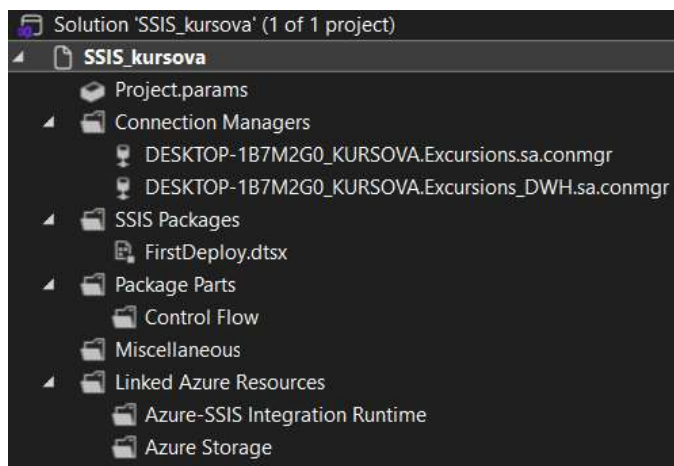 Solution 'SSIS_kursova' (1 of 1 project)
SSIS_kursova
Project.params
Connection Managers
DESKTOP-1B7M2G0_KURSOVA.Excursions.sa.conmgr
DESKTOP-1B7M2G0_KURSOVA.Excursions_DWH.sa.conmgr
SSIS Packages
FirstDeploy.dtsx
Package Parts
Control Flow
Miscellaneous
Linked Azure Resources
Azure-SSIS Integration Runtime
Azure Storage